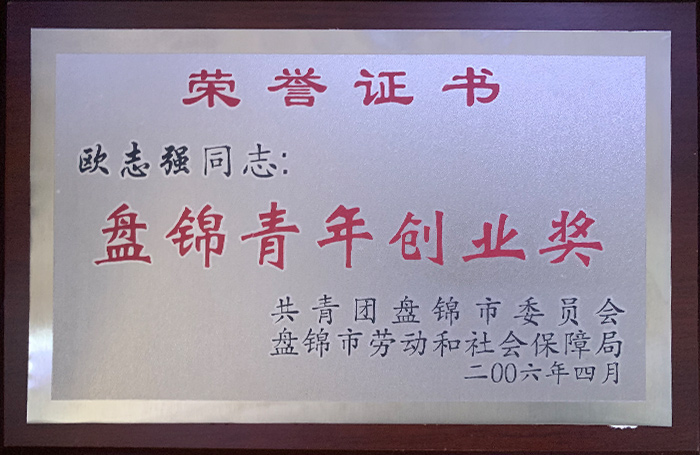 荣誉证书
欧志强同志:
盘锦青年创业奖
共青团盘锦市委员会
盘锦市劳动和社会保障局
二00六年四月